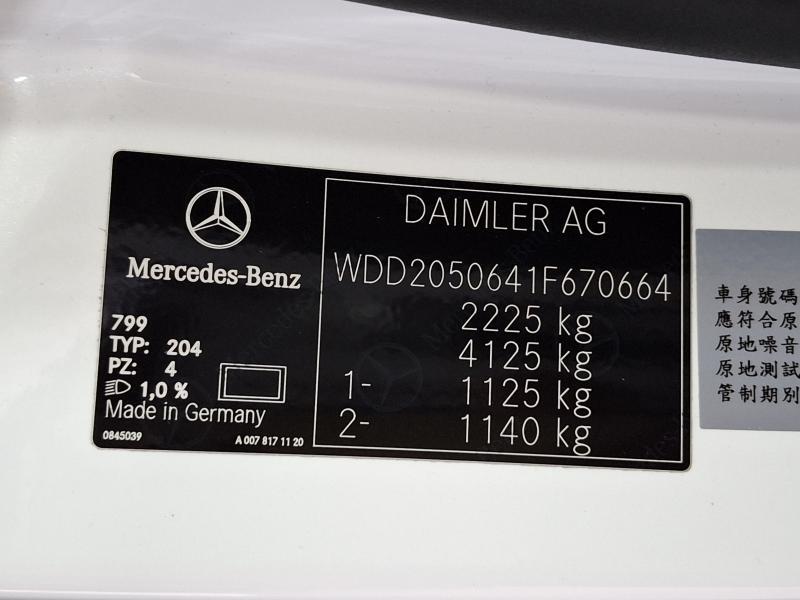 Mercedes-Benz
799
TYP: 204
PZ: 4
1,0 %
Made in Germany
0845039
A 007 817 11 20
DAIMLER AG
WDD2050641F670664
2225 kg
4125 kg
1- 1125 kg
2- 1140 kg
車身號碼
應符合原
原地噪音
原地測試
管制期別